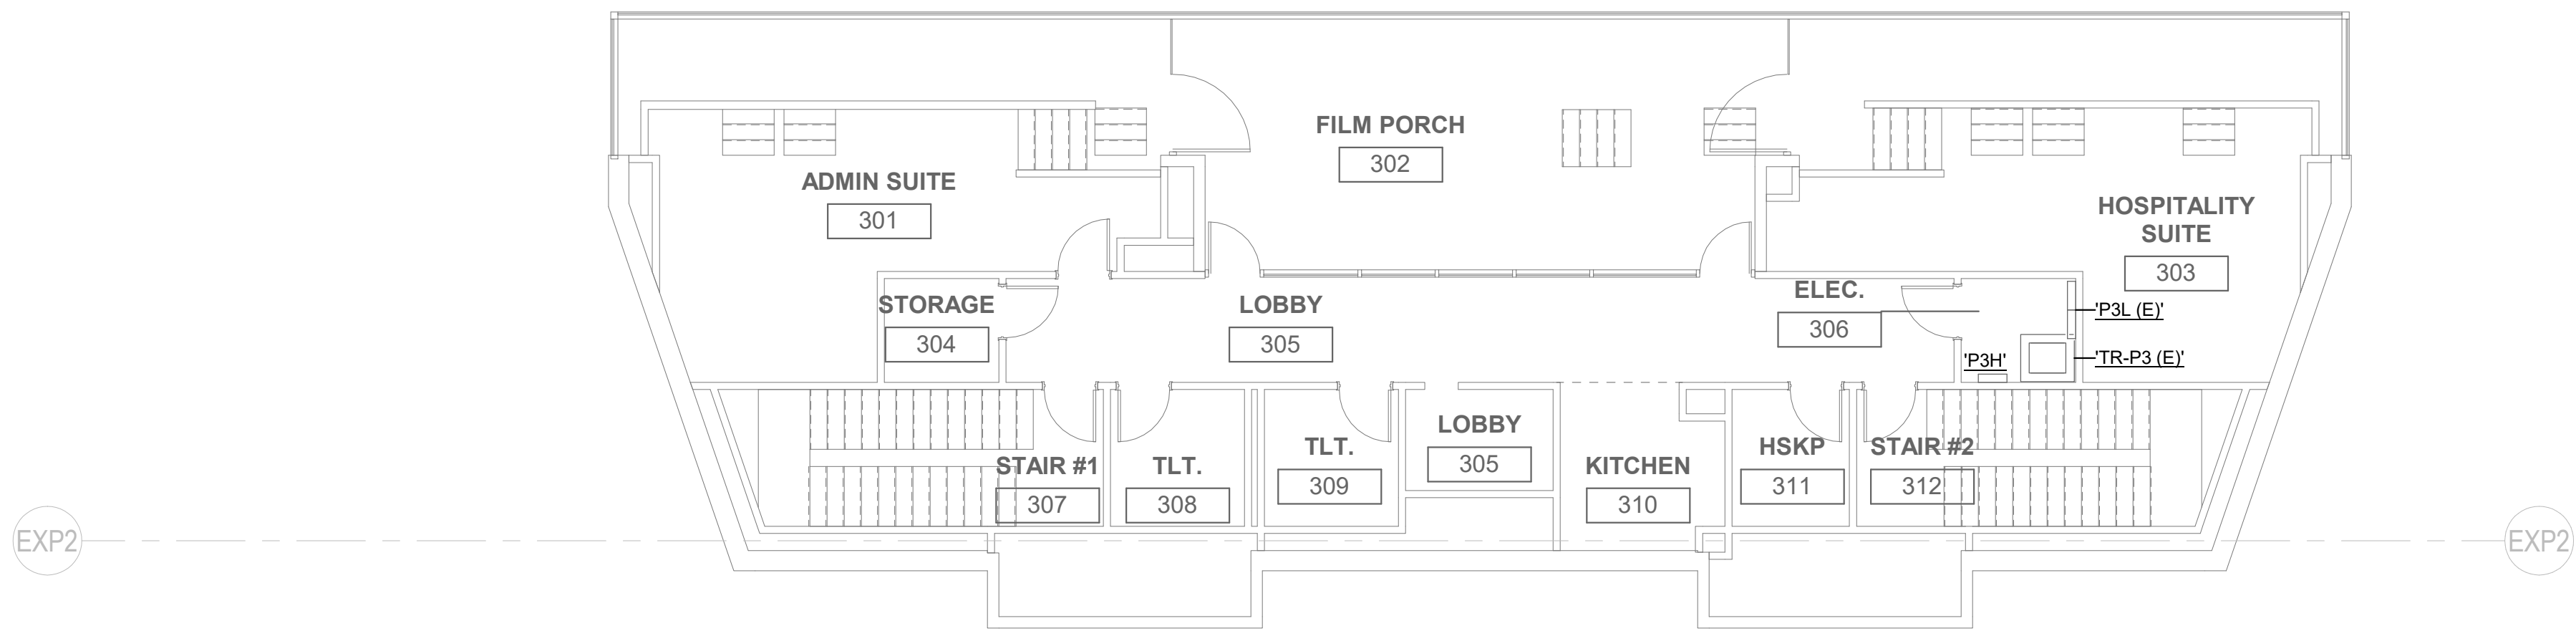 FILM PORCH
302
ADMIN SUITE
301
HOSPITALITY
SUITE
303
STORAGE
304
LOBBY
305
ELEC.
306
'P3L (E)'
'P3H'
'TR-P3 (E)'
STAIR #1
307
TLT.
308
TLT.
309
LOBBY
305
KITCHEN
310
HSKP
311
STAIR #2
312
EXP2
EXP2